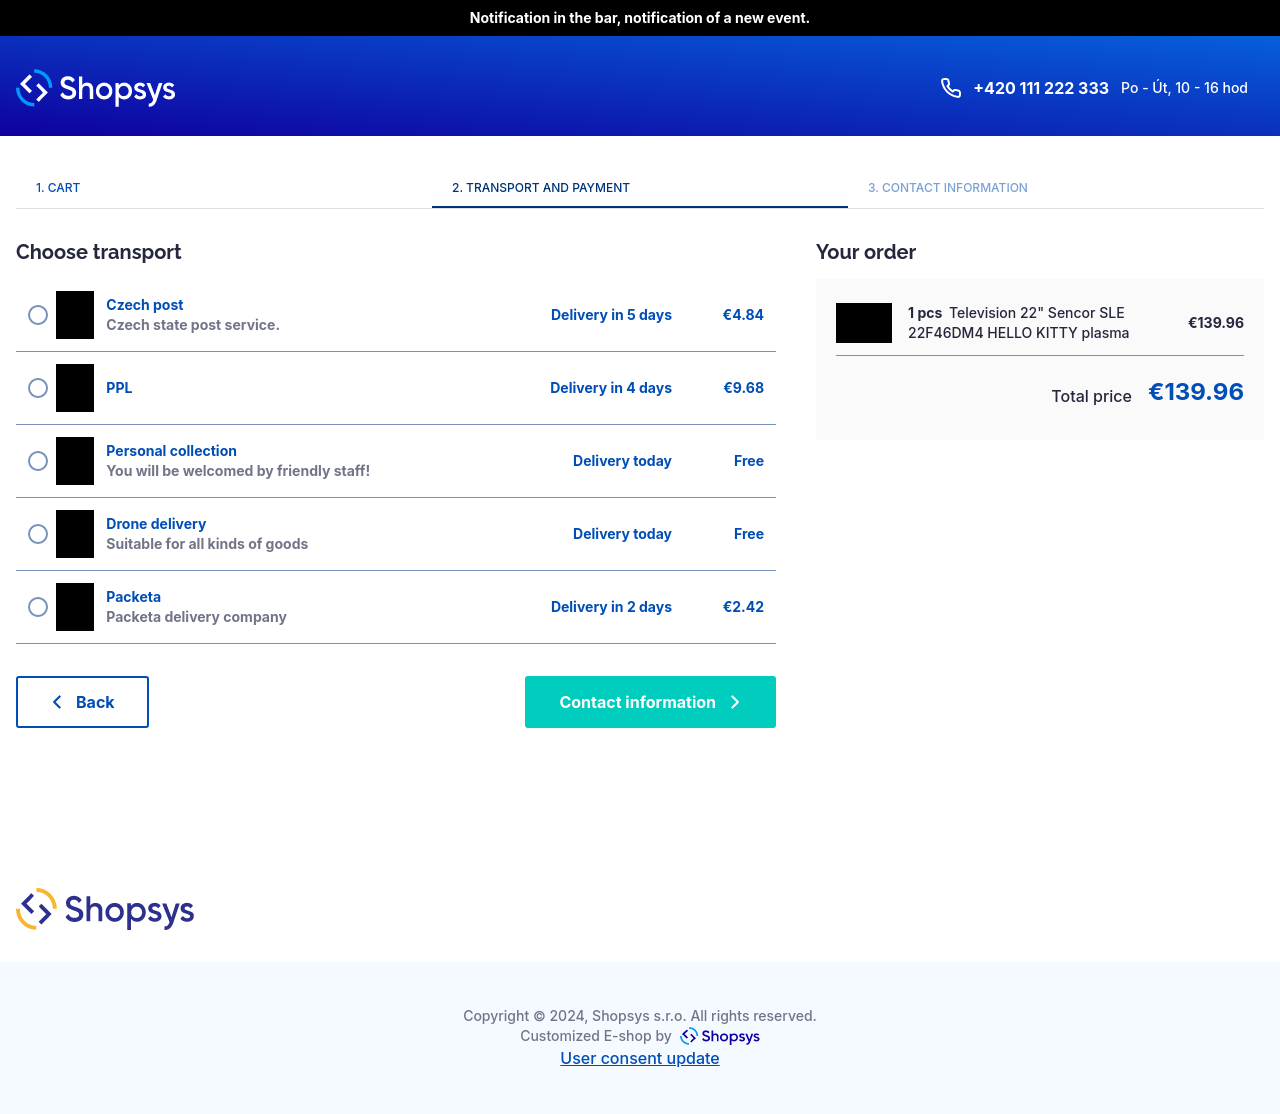 Notification in the bar, notification of a new event.
Shopsys
+420 111 222 333 Po - Út, 10 - 16 hod
1. CART
2. TRANSPORT AND PAYMENT
3. CONTACT INFORMATION
Choose transport
Czech post
Czech state post service.
Delivery in 5 days
€4.84
PPL
Delivery in 4 days
€9.68
Personal collection
You will be welcomed by friendly staff!
Delivery today
Free
Drone delivery
Suitable for all kinds of goods
Delivery today
Free
Packeta
Packeta delivery company
Delivery in 2 days
€2.42
Back
Contact information
Your order
1 pcs Television 22" Sencor SLE
22F46DM4 HELLO KITTY plasma
€139.96
Total price €139.96
Shopsys
Copyright © 2024, Shopsys s.r.o. All rights reserved.
Customized E-shop by Shopsys
User consent update